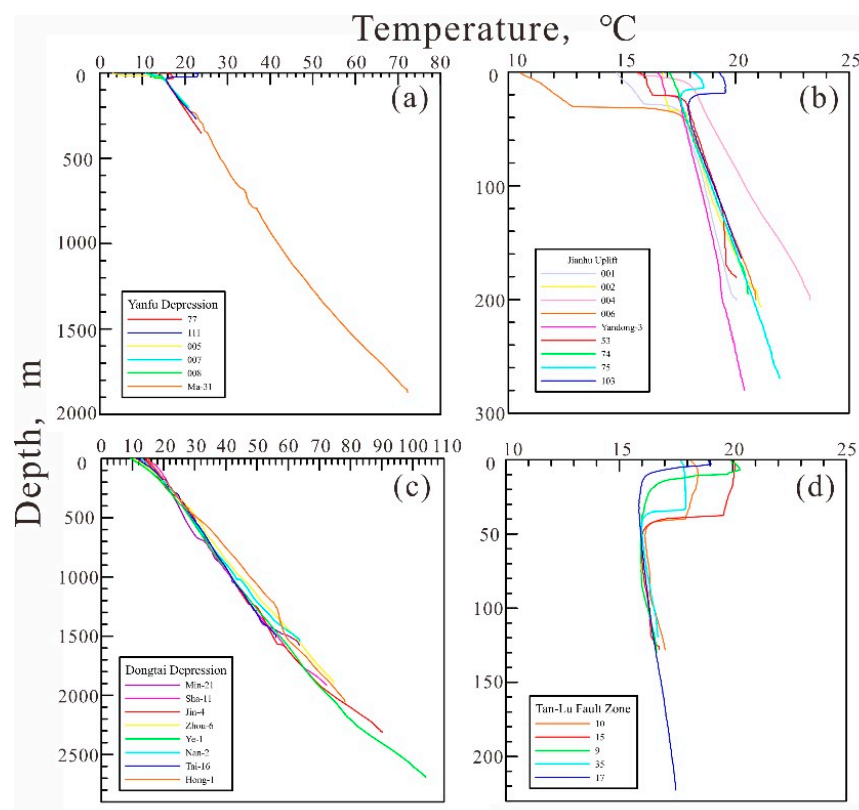 Temperature, ℃
Depth, m
0 10 20 30 40 50 60 70 80
0
500
1000
1500
2000
(a)
Yanfu Depression
77
111
005
007
008
Ma-31
10 15 20 25
0
100
200
300
(b)
Jianhu Uplift
001
002
004
006
Yandong-3
53
74
75
103
0 10 20 30 40 50 60 70 80 90 100 110
0
500
1000
1500
2000
2500
(c)
Dongtai Depression
Min-21
Sha-11
Jin-4
Zhou-6
Ye-1
Nan-2
Tai-16
Hong-1
10 15 20 25
0
50
100
150
200
(d)
Tan-Lu Fault Zone
10
15
9
35
17